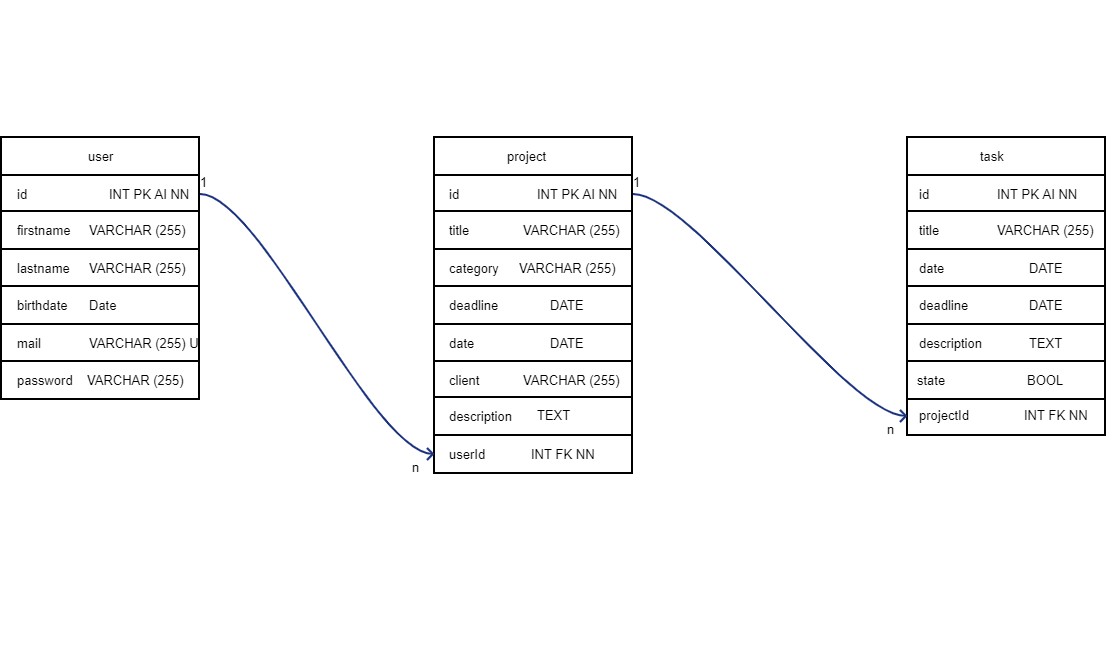 user
id INT PK AI NN
firstname VARCHAR (255)
lastname VARCHAR (255)
birthdate Date
mail VARCHAR (255) U
password VARCHAR (255)
1
n
project
id INT PK AI NN
title VARCHAR (255)
category VARCHAR (255)
deadline DATE
date DATE
client VARCHAR (255)
description TEXT
userId INT FK NN
1
n
task
id INT PK AI NN
title VARCHAR (255)
date DATE
deadline DATE
description TEXT
state BOOL
projectId INT FK NN